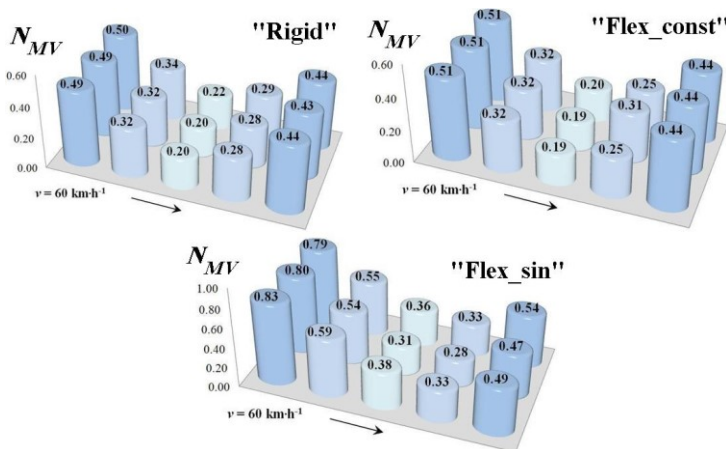 "Rigid"
N_MV
0.60
0.40
0.20
0.00
0.50 0.34 0.22 0.29 0.44
0.49 0.32 0.20 0.28 0.43
0.49 0.32 0.20 0.28 0.44
v = 60 km·h⁻¹
"Flex_const"
N_MV
0.60
0.40
0.20
0.00
0.51 0.32 0.20 0.25 0.44
0.51 0.32 0.19 0.31 0.44
0.51 0.32 0.19 0.25 0.44
v = 60 km·h⁻¹
"Flex_sin"
N_MV
1.00
0.80
0.60
0.40
0.20
0.00
0.79 0.55 0.36 0.33 0.54
0.80 0.54 0.31 0.28 0.47
0.83 0.59 0.38 0.33 0.49
v = 60 km·h⁻¹